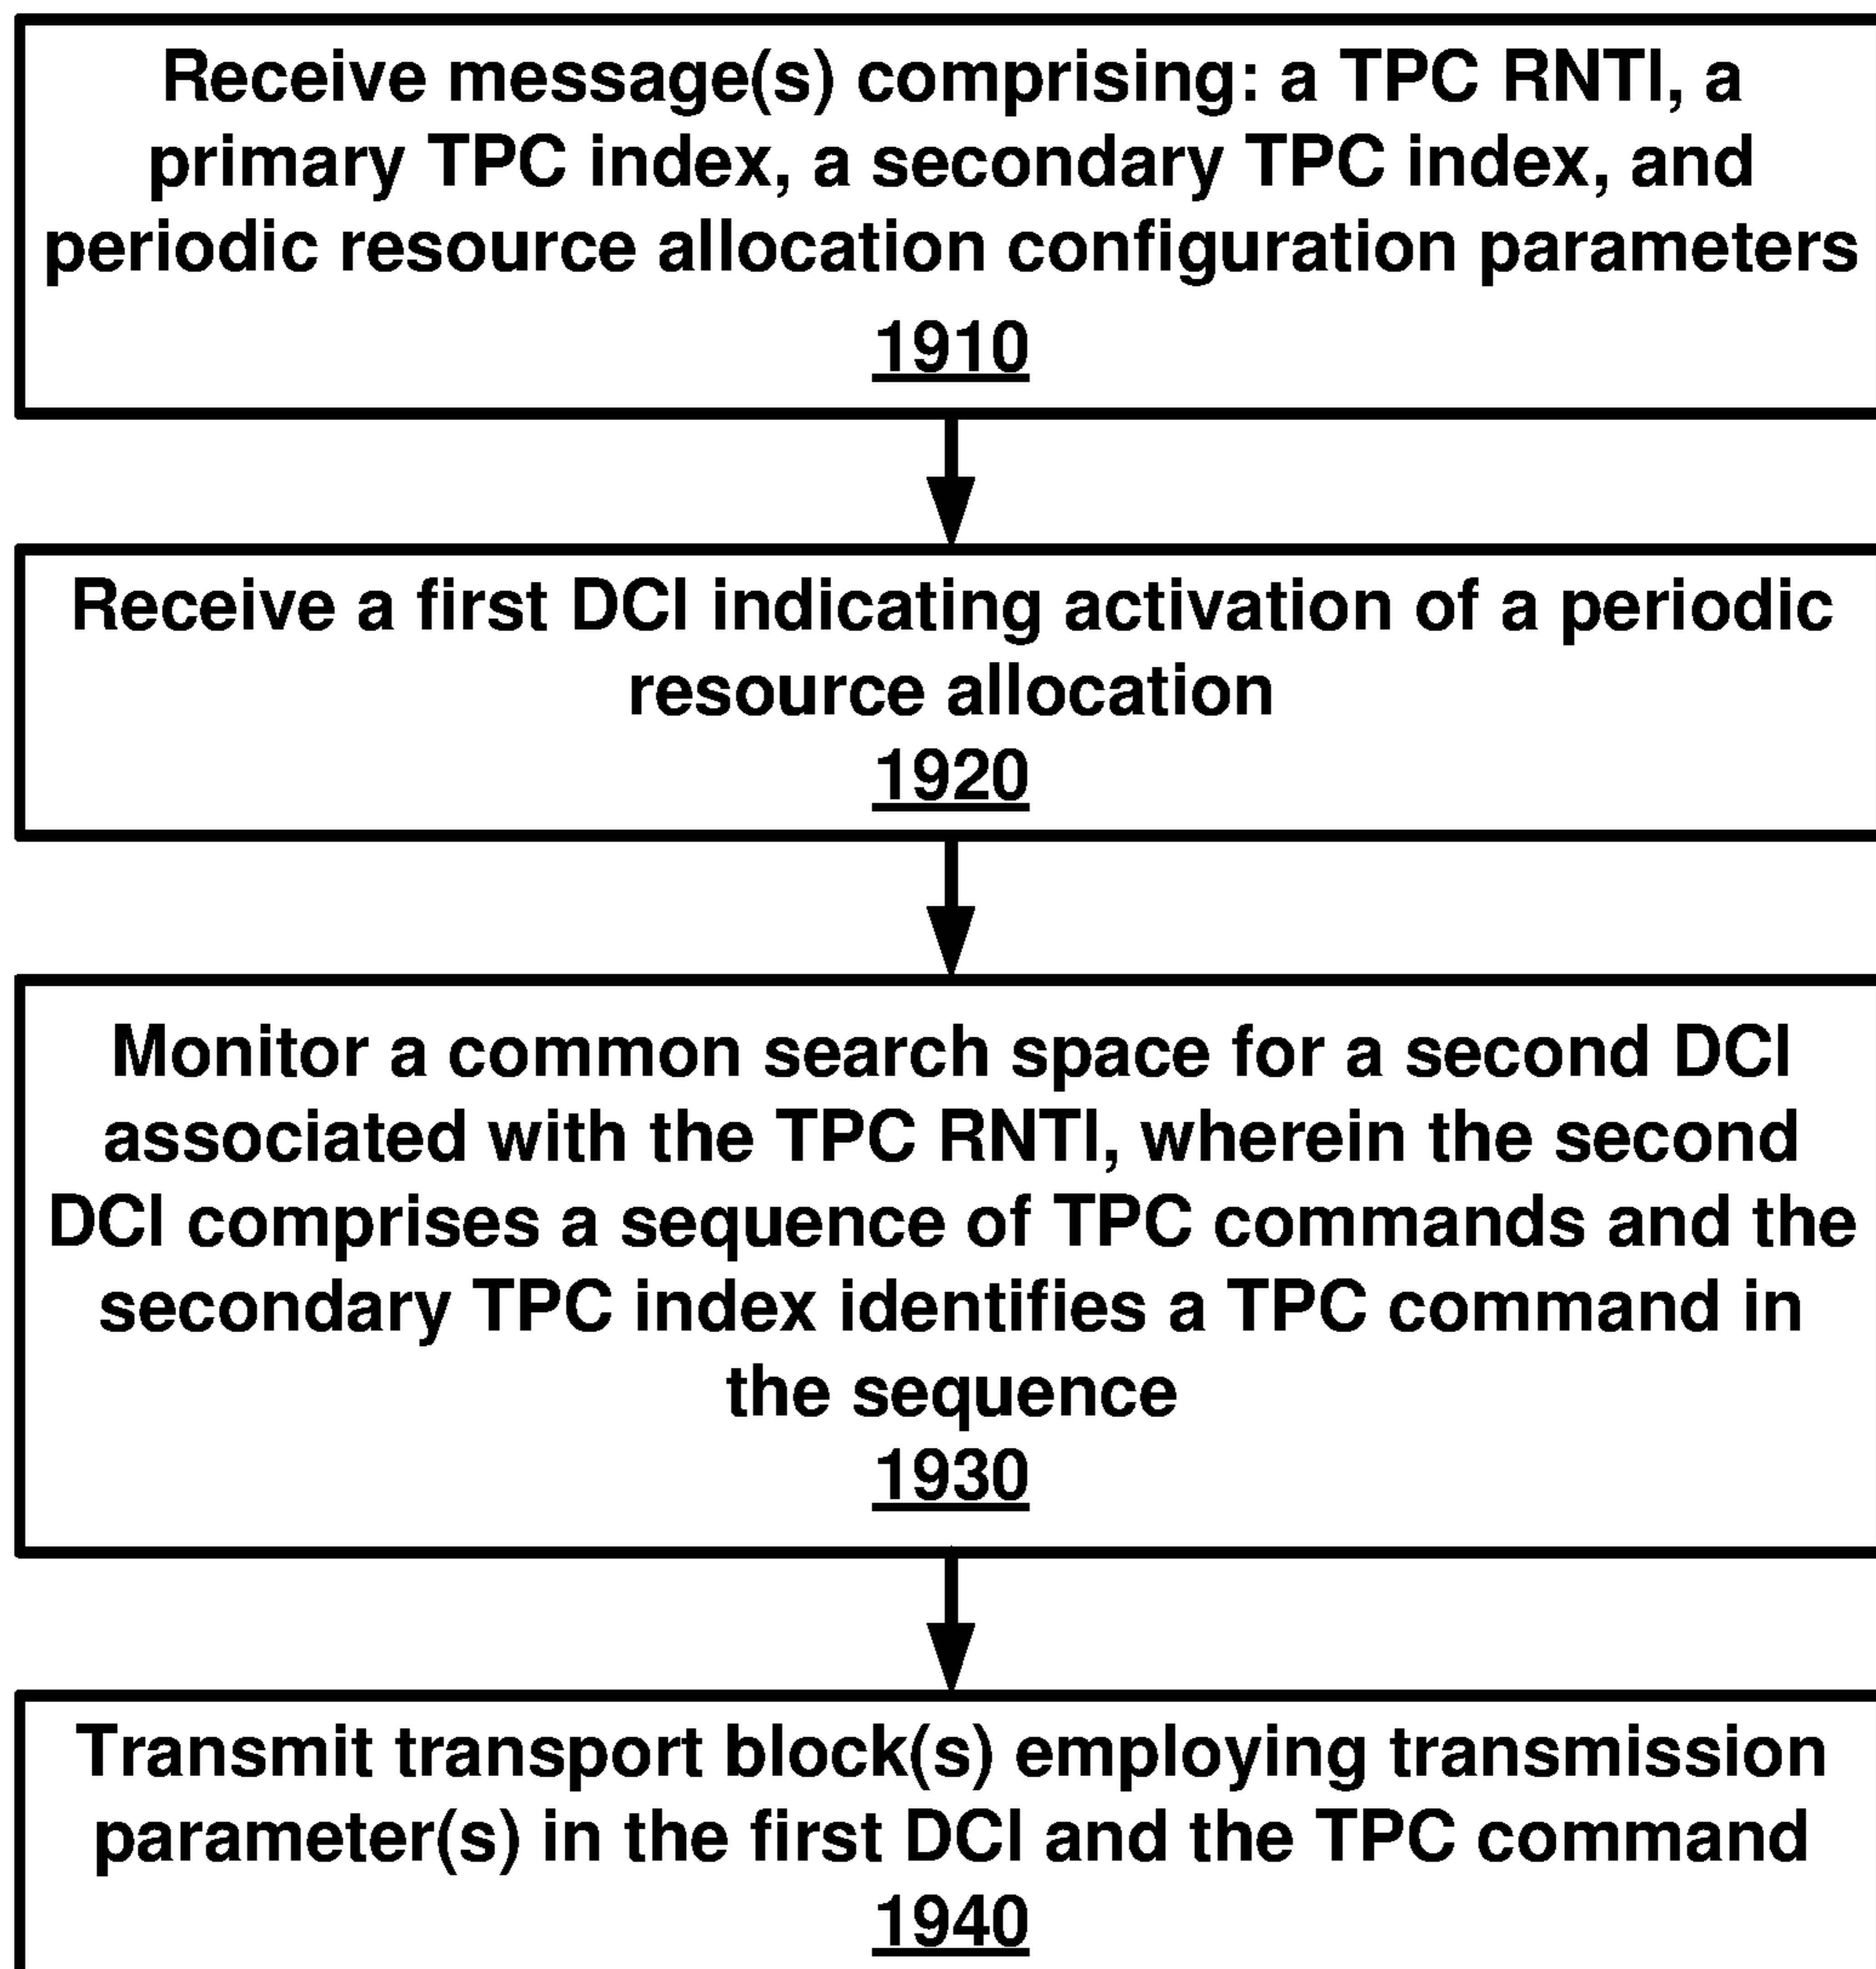 Receive message(s) comprising: a TPC RNTI, a
primary TPC index, a secondary TPC index, and
periodic resource allocation configuration parameters
1910
Receive a first DCI indicating activation of a periodic
resource allocation
1920
Monitor a common search space for a second DCI
associated with the TPC RNTI, wherein the second
DCI comprises a sequence of TPC commands and the
secondary TPC index identifies a TPC command in
the sequence
1930
Transmit transport block(s) employing transmission
parameter(s) in the first DCI and the TPC command
1940